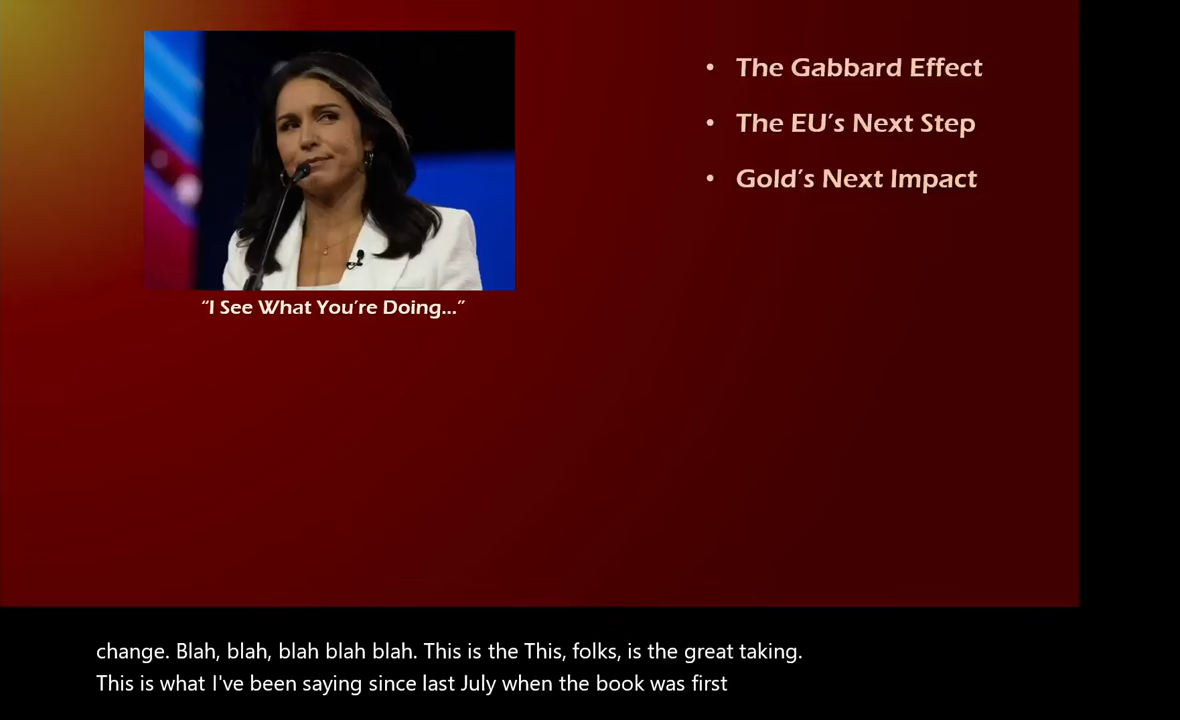 • The Gabbard Effect
• The EU's Next Step
• Gold's Next Impact
“I See What You're Doing...”
change. Blah, blah, blah blah blah. This is the This, folks, is the great taking.
This is what I've been saying since last July when the book was first